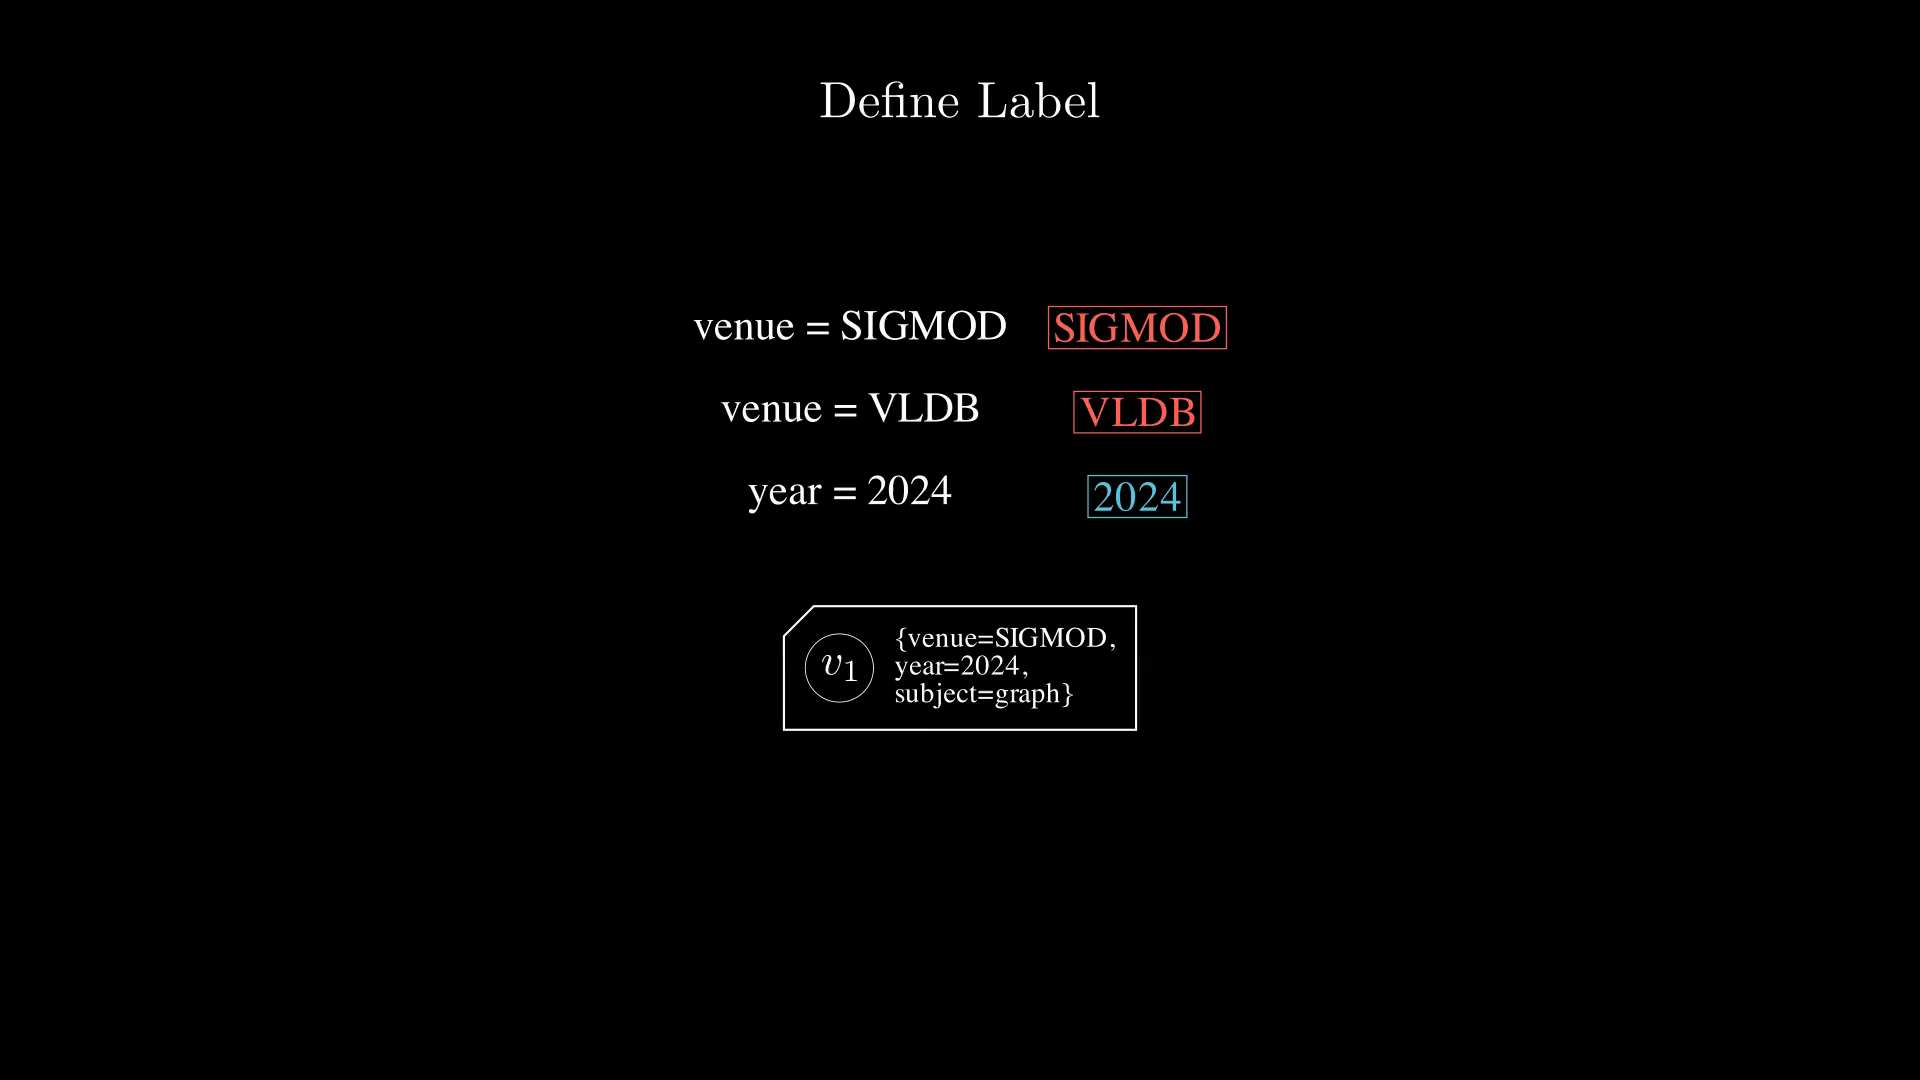 Define Label
venue = SIGMOD SIGMOD
venue = VLDB VLDB
year = 2024 2024
v1 {venue=SIGMOD,
year=2024,
subject=graph}